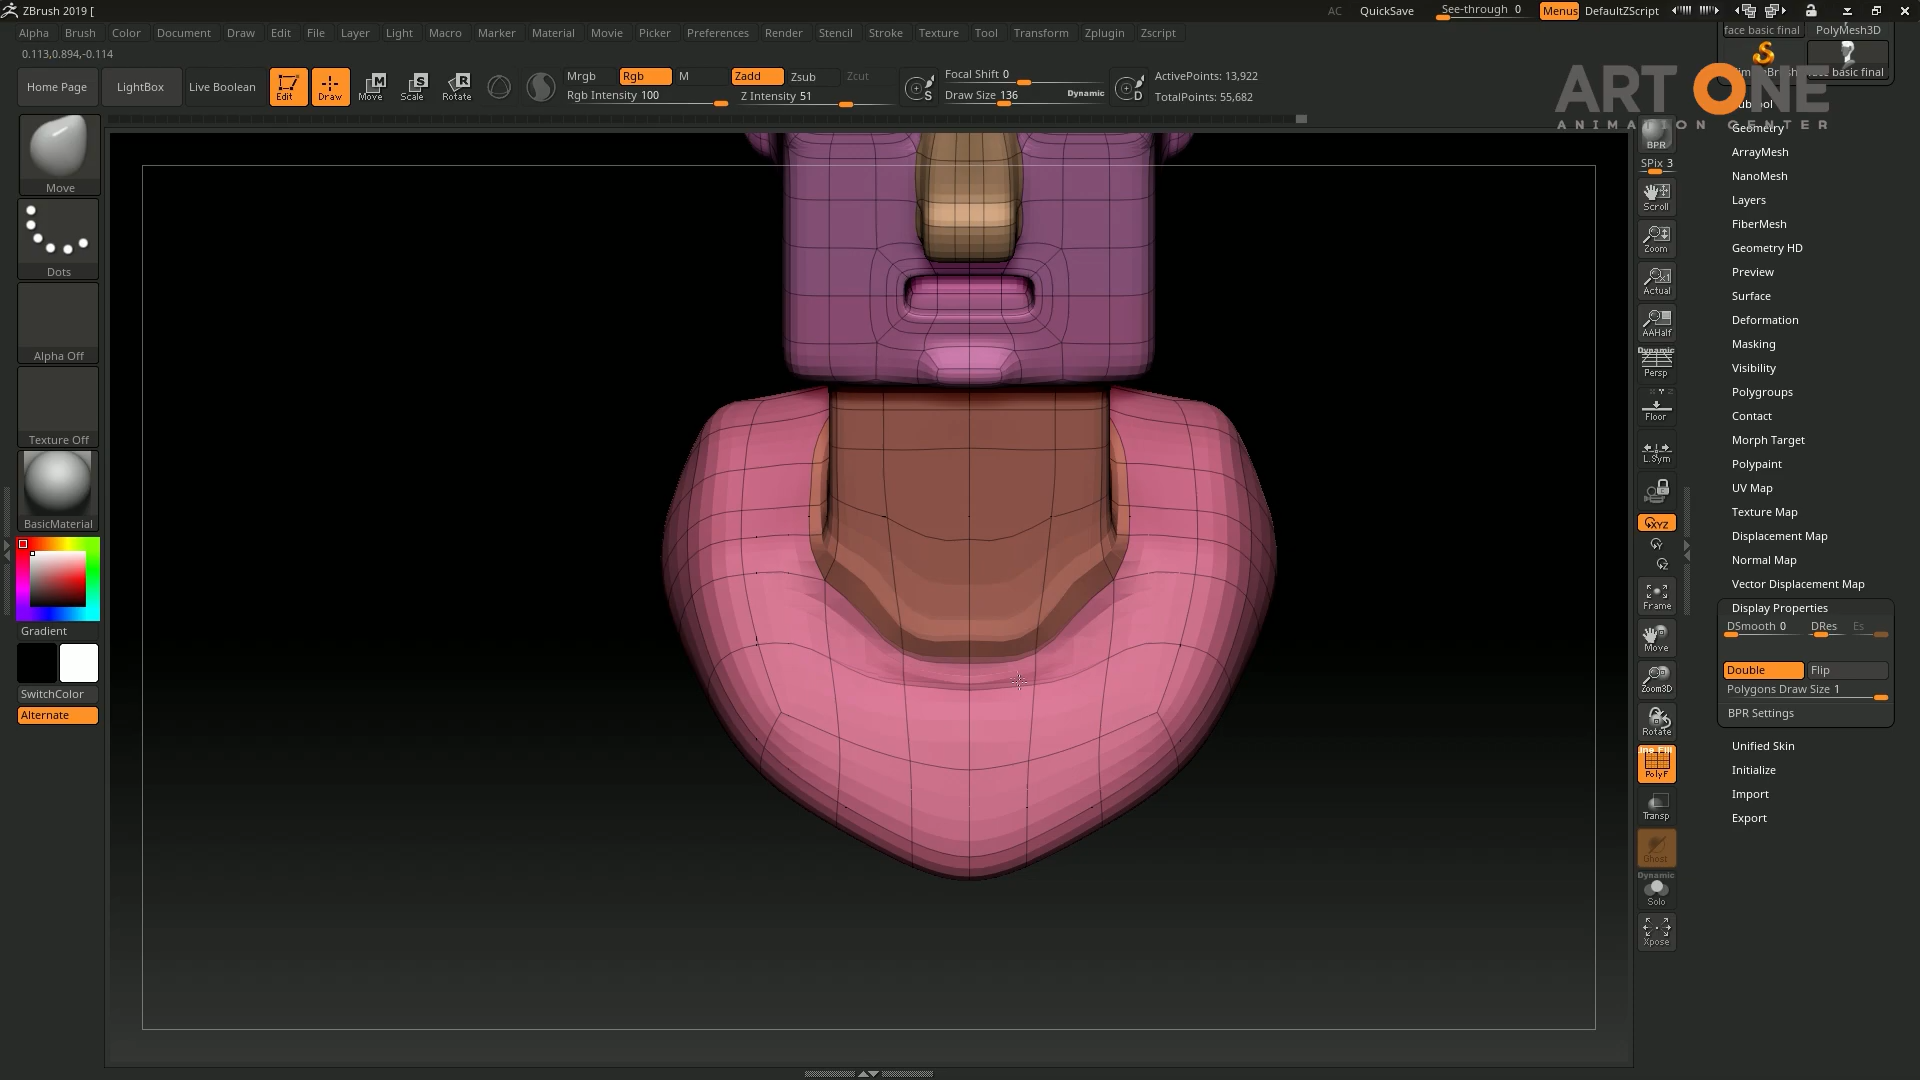 ZBrush 2019 [
AC QuickSave See-through 0 Menus DefaultZScript
Alpha Brush Color Document Draw Edit File Layer Light Macro Marker Material Movie Picker Preferences Render Stencil Stroke Texture Tool Transform Zplugin Zscript
0.113,0.894,-0.114
Home Page LightBox Live Boolean Edit Draw Move Scale Rotate
Mrgb Rgb M
Rgb Intensity 100
Zadd Zsub Zcut
Z Intensity 51
S
Focal Shift 0
Draw Size 136 Dynamic
D
ActivePoints: 13,922
TotalPoints: 55,682
face basic final PolyMesh3D
ART ONE
ANIMATION CENTER
Move
Dots
Alpha Off
Texture Off
BasicMaterial
Gradient
SwitchColor
Alternate
BPR
SPix 3
Scroll
Zoom
Actual
AAHalf
Dynamic
Persp
Floor
L.Sym
XYZ
Frame
Move
Zoom3D
Rotate
Line Fill
PolyF
Transp
Ghost
Dynamic
Solo
Xpose
Geometry
ArrayMesh
NanoMesh
Layers
FiberMesh
Geometry HD
Preview
Surface
Deformation
Masking
Visibility
Polygroups
Contact
Morph Target
Polypaint
UV Map
Texture Map
Displacement Map
Normal Map
Vector Displacement Map
Display Properties
DSmooth 0 DRes Es
Double Flip
Polygons Draw Size 1
BPR Settings
Unified Skin
Initialize
Import
Export